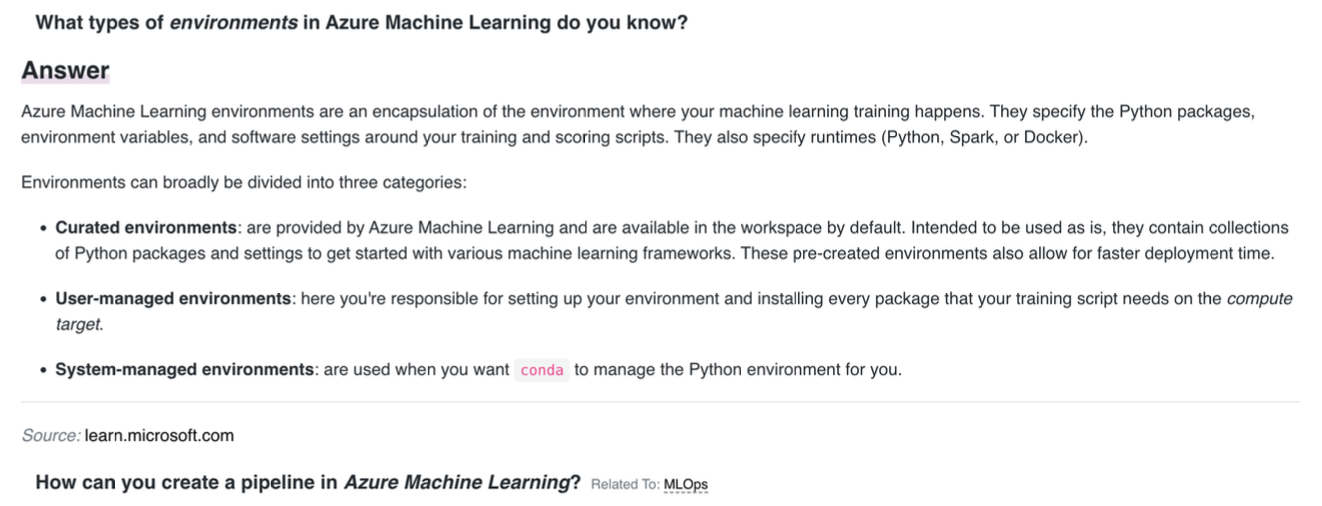 What types of environments in Azure Machine Learning do you know?
Answer
Azure Machine Learning environments are an encapsulation of the environment where your machine learning training happens. They specify the Python packages,
environment variables, and software settings around your training and scoring scripts. They also specify runtimes (Python, Spark, or Docker).
Environments can broadly be divided into three categories:
• Curated environments: are provided by Azure Machine Learning and are available in the workspace by default. Intended to be used as is, they contain collections
of Python packages and settings to get started with various machine learning frameworks. These pre-created environments also allow for faster deployment time.
• User-managed environments: here you're responsible for setting up your environment and installing every package that your training script needs on the compute
target.
• System-managed environments: are used when you want conda to manage the Python environment for you.
Source: learn.microsoft.com
How can you create a pipeline in Azure Machine Learning? Related To: MLOps